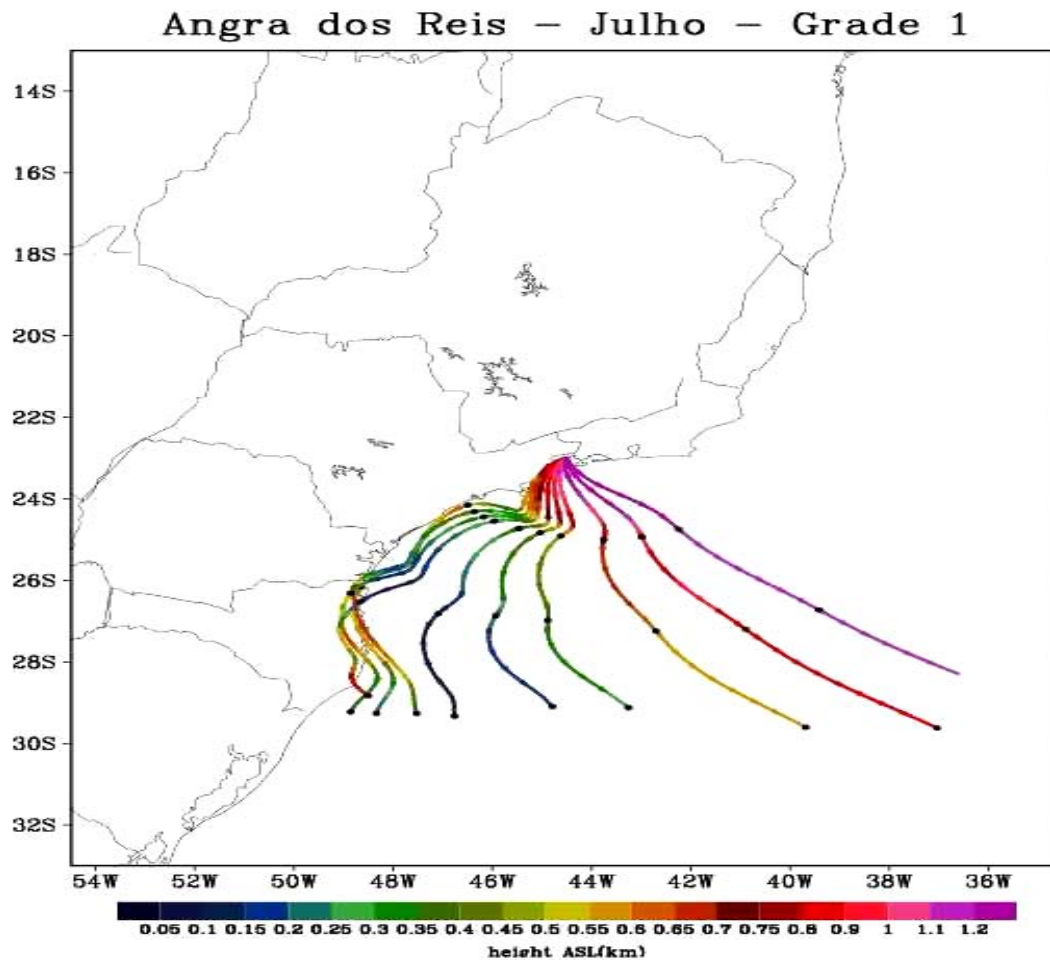 Angra dos Reis – Julho – Grade 1
14S
16S
18S
20S
22S
24S
26S
28S
30S
32S
54W 52W 50W 48W 46W 44W 42W 40W 38W 36W
0.05 0.1 0.15 0.2 0.25 0.3 0.35 0.4 0.45 0.5 0.55 0.6 0.65 0.7 0.75 0.8 0.9 1 1.1 1.2
height ASL(km)